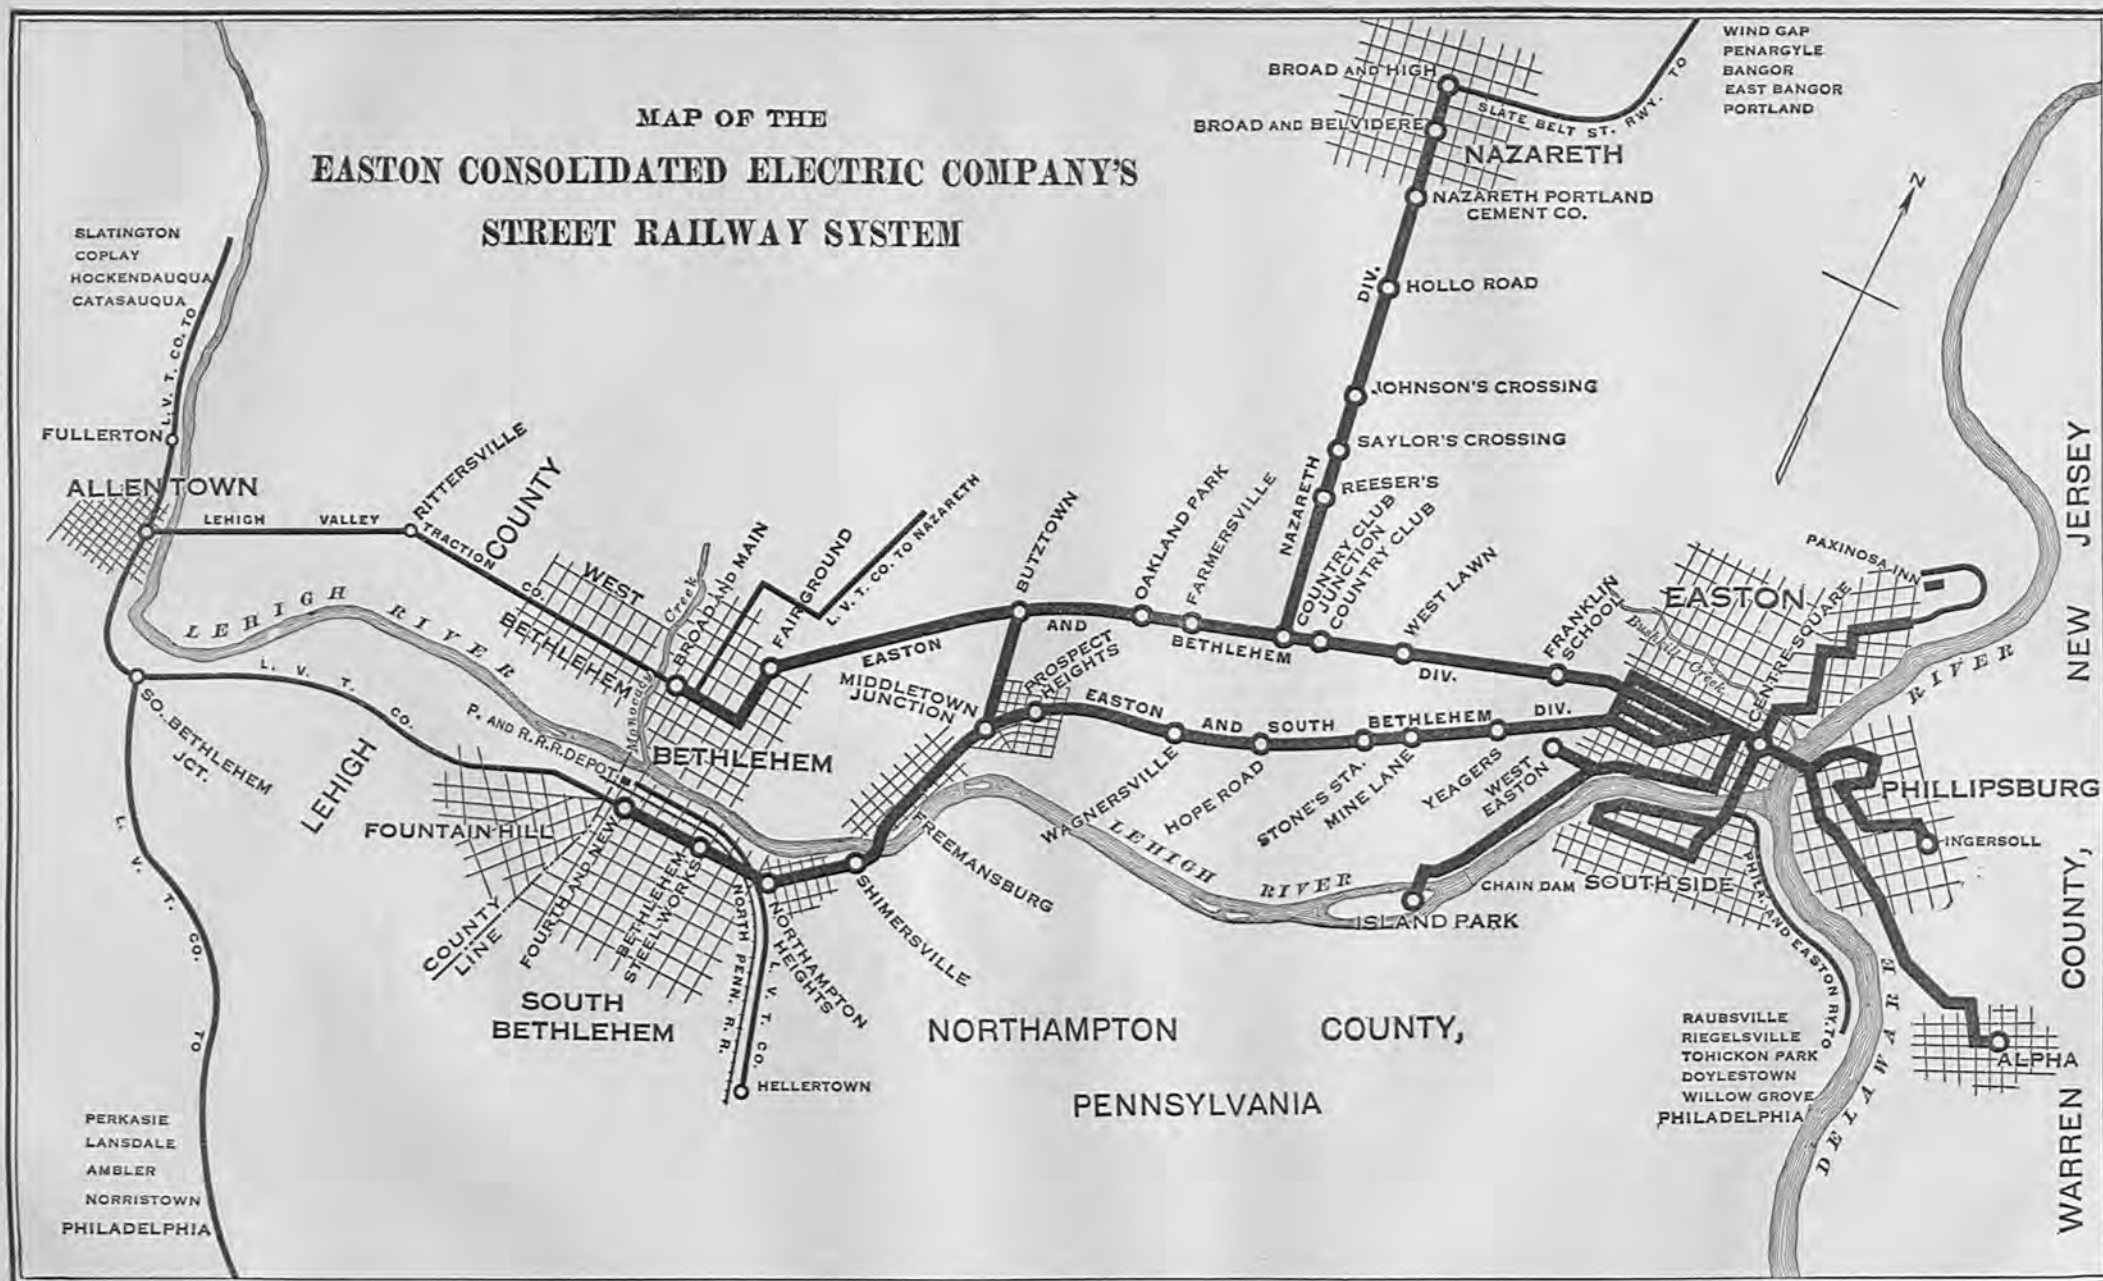 MAP OF THE
EASTON CONSOLIDATED ELECTRIC COMPANY'S
STREET RAILWAY SYSTEM
WIND GAP
PENARGYLE
BANGOR
EAST BANGOR
PORTLAND
BROAD AND HIGH
SLATE BELT ST. RWY. TO
BROAD AND BELVIDERE
NAZARETH
NAZARETH PORTLAND
CEMENT CO.
N
SLATINGTON
COPLAY
HOCKENDAUQUA
CATASAUQUA
L. V. T. CO. TO
HOLLO ROAD
NAZARETH DIV.
JOHNSON'S CROSSING
SAYLOR'S CROSSING
REESER'S
FULLERTON
ALLENTOWN
LEHIGH VALLEY TRACTION CO.
RITTERSVILLE
LEHIGH COUNTY
WEST
BETHLEHEM
Monocacy Creek
BROAD AND MAIN
FAIR GROUND
L. V. T. CO. TO NAZARETH
BUTZTOWN
OAKLAND PARK
FARMERSVILLE
COUNTRY CLUB
JUNCTION
COUNTRY CLUB
WEST LAWN
FRANKLIN
SCHOOL
EASTON
Bushkill Creek
CENTRE SQUARE
PAXINOSA INN
EASTON AND BETHLEHEM DIV.
LEHIGH RIVER
L. V. T. CO.
P. AND R. R.R. DEPOT
BETHLEHEM
MIDDLETOWN
JUNCTION
PROSPECT
HEIGHTS
EASTON AND SOUTH BETHLEHEM DIV.
WAGNERSVILLE
HOPE ROAD
STONE'S STA.
MINE LANE
YEAGERS
WEST
EASTON
DELAWARE RIVER
PHILLIPSBURG
INGERSOLL
SO. BETHLEHEM
JCT.
L. V. T. CO. TO
FOUNTAIN HILL
COUNTY
LINE
FOURTH AND NEW
BETHLEHEM
STEEL WORKS
NORTH PENN. R. R.
L. V. T. CO.
NORTHAMPTON
HEIGHTS
SHIMERSVILLE
FREEMANSBURG
LEHIGH RIVER
ISLAND PARK
CHAIN DAM
SOUTH SIDE
PHILA. AND EASTON RY. TO
SOUTH
BETHLEHEM
HELLERTOWN
NORTHAMPTON COUNTY,
PENNSYLVANIA
RAUBSVILLE
RIEGELSVILLE
TOHICKON PARK
DOYLESTOWN
WILLOW GROVE
PHILADELPHIA
ALPHA
WARREN COUNTY, NEW JERSEY
PERKASIE
LANSDALE
AMBLER
NORRISTOWN
PHILADELPHIA